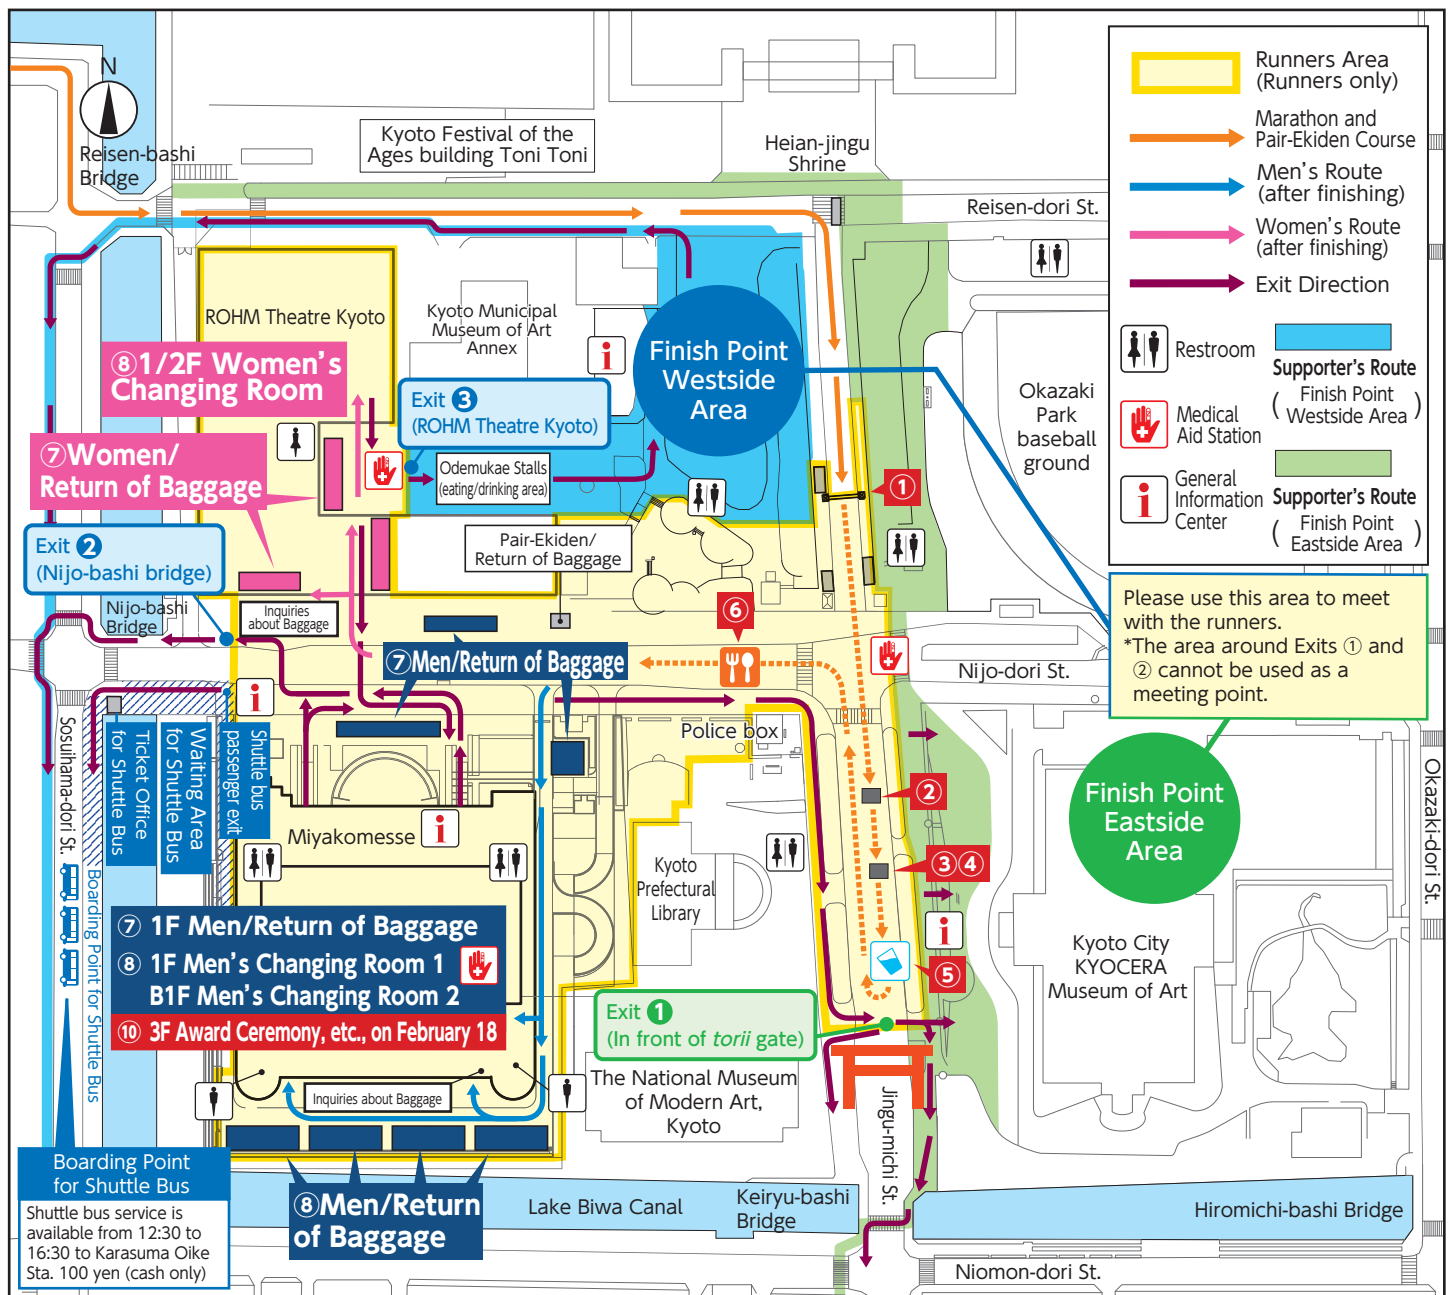 N
Reisen-bashi
Bridge
Kyoto Festival of the
Ages building Toni Toni
Heian-jingu
Shrine
Reisen-dori St.
Runners Area
(Runners only)
Marathon and
Pair-Ekiden Course
Men's Route
(after finishing)
Women's Route
(after finishing)
Exit Direction
Restroom
Medical
Aid Station
i
General
Information
Center
Supporter's Route
( Finish Point
Westside Area )
Supporter's Route
( Finish Point
Eastside Area )
ROHM Theatre Kyoto
Kyoto Municipal
Museum of Art
Annex
i
Finish Point
Westside
Area
⑧1/2F Women's
Changing Room
Exit ❸
(ROHM Theatre Kyoto)
Okazaki
Park
baseball
ground
⑦Women/
Return of Baggage
Odemukae Stalls
(eating/drinking area)
①
Exit ❷
(Nijo-bashi bridge)
Pair-Ekiden/
Return of Baggage
Nijo-bashi
Bridge
Inquiries
about Baggage
⑥
Please use this area to meet
with the runners.
*The area around Exits ① and
② cannot be used as a
meeting point.
⑦Men/Return of Baggage
Nijo-dori St.
i
Sosuihama-dori St.
Ticket Office
for Shuttle Bus
Waiting Area
for Shuttle Bus
Shuttle bus
passenger exit
Police box
②
Finish Point
Eastside
Area
Okazaki-dori St.
Miyakomesse
i
③④
Kyoto
Prefectural
Library
Boarding Point for Shuttle Bus
⑦ 1F Men/Return of Baggage
⑧ 1F Men's Changing Room 1
B1F Men's Changing Room 2
⑩ 3F Award Ceremony, etc., on February 18
i
⑤
Kyoto City
KYOCERA
Museum of Art
Exit ❶
(In front of torii gate)
Inquiries about Baggage
The National Museum
of Modern Art,
Kyoto
Jingu-michi St.
Boarding Point
for Shuttle Bus
Shuttle bus service is
available from 12:30 to
16:30 to Karasuma Oike
Sta. 100 yen (cash only)
⑧Men/Return
of Baggage
Lake Biwa Canal
Keiryu-bashi
Bridge
Hiromichi-bashi Bridge
Niomon-dori St.